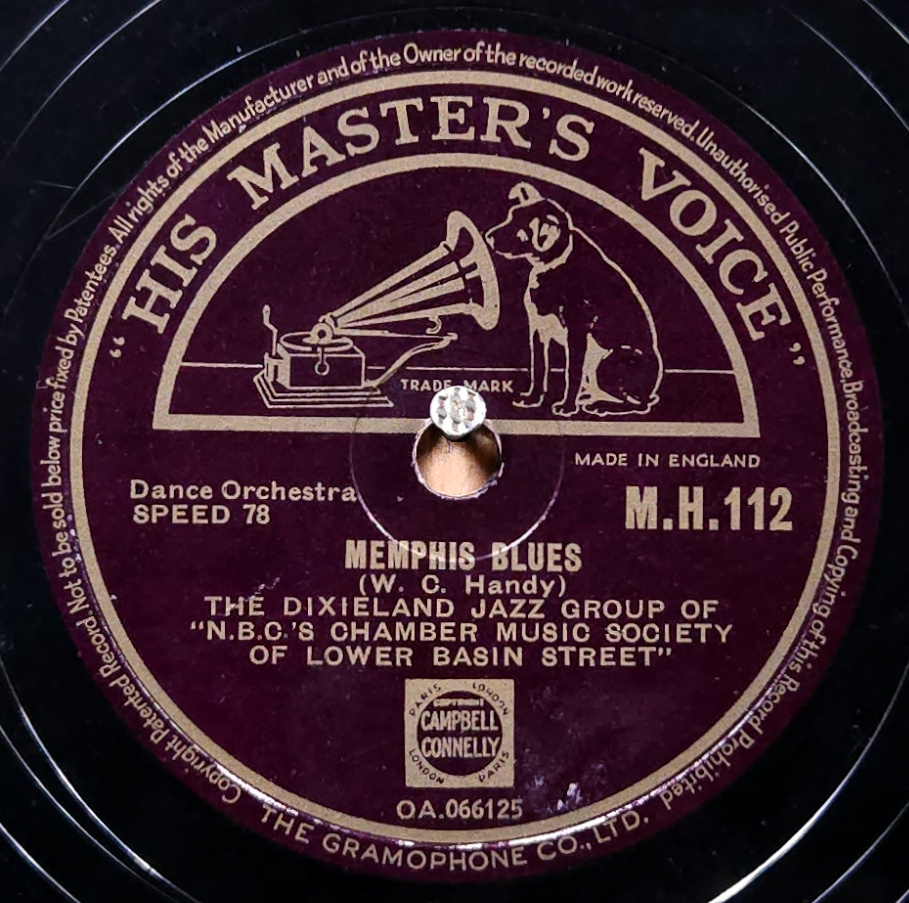 Copyright Patented Record. Not to be sold below price fixed by Patentees. All rights of the Manufacturer and of the Owner of the recorded work reserved. Unauthorised Public Performance. Broadcasting and Copying of this Record Prohibited
“HIS MASTER'S VOICE”
TRADE MARK
MADE IN ENGLAND
Dance Orchestra
SPEED 78
M.H.112
MEMPHIS BLUES
(W. C. Handy)
THE DIXIELAND JAZZ GROUP OF
“N.B.C.'S CHAMBER MUSIC SOCIETY
OF LOWER BASIN STREET”
PARIS LONDON
COPYRIGHT
CAMPBELL
CONNELLY
LONDON PARIS
OA.066125
THE GRAMOPHONE CO., LTD.